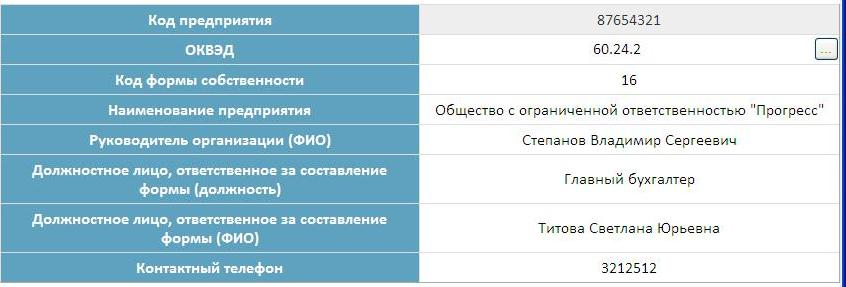 Код предприятия 87654321
ОКВЭД 60.24.2 ...
Код формы собственности 16
Наименование предприятия Общество с ограниченной ответственностью "Прогресс"
Руководитель организации (ФИО) Степанов Владимир Сергеевич
Должностное лицо, ответственное за составление
формы (должность) Главный бухгалтер
Должностное лицо, ответственное за составление
формы (ФИО) Титова Светлана Юрьевна
Контактный телефон 3212512